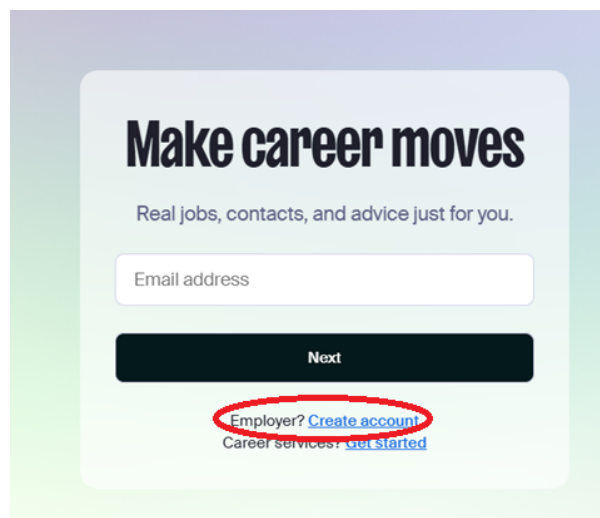 Make career moves
Real jobs, contacts, and advice just for you.
Email address
Next
Employer? Create account
Career services? Get started